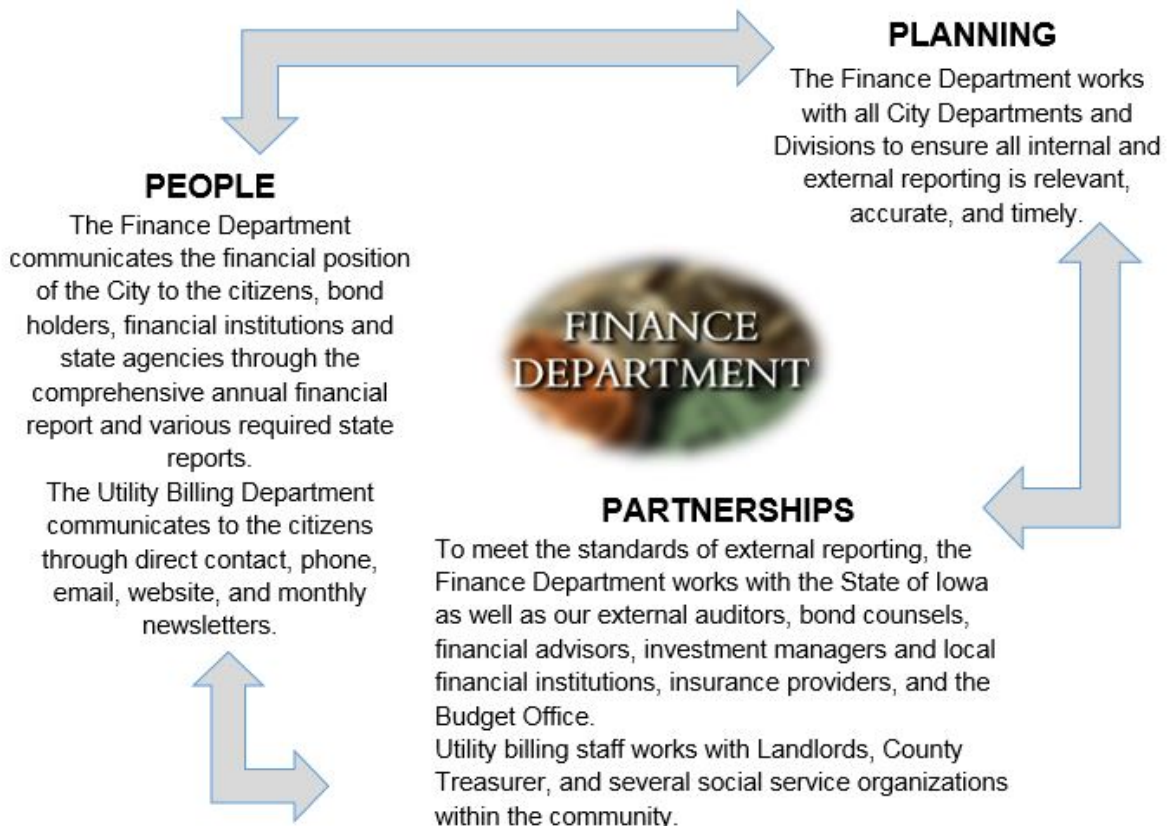 PLANNING
The Finance Department works
with all City Departments and
Divisions to ensure all internal and
external reporting is relevant,
accurate, and timely.
PEOPLE
The Finance Department
communicates the financial position
of the City to the citizens, bond
holders, financial institutions and
state agencies through the
comprehensive annual financial
report and various required state
reports.
The Utility Billing Department
communicates to the citizens
through direct contact, phone,
email, website, and monthly
newsletters.
FINANCE
DEPARTMENT
PARTNERSHIPS
To meet the standards of external reporting, the
Finance Department works with the State of Iowa
as well as our external auditors, bond counsels,
financial advisors, investment managers and local
financial institutions, insurance providers, and the
Budget Office.
Utility billing staff works with Landlords, County
Treasurer, and several social service organizations
within the community.